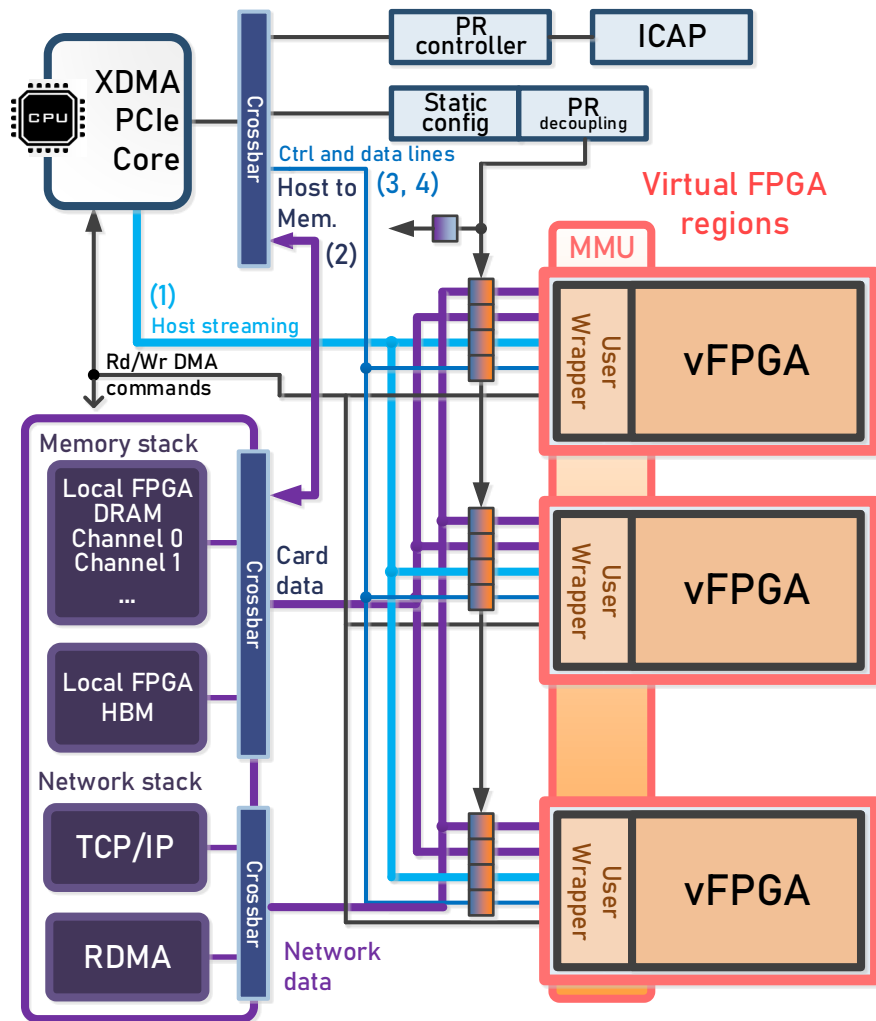 CPU
XDMA
PCIe
Core
Crossbar
PR
controller
ICAP
Static
config
PR
decoupling
Ctrl and data lines
(3, 4)
Host to
Mem.
(2)
(1)
Host streaming
Rd/Wr DMA
commands
Virtual FPGA
regions
MMU
User
Wrapper
vFPGA
User
Wrapper
vFPGA
User
Wrapper
vFPGA
Memory stack
Local FPGA
DRAM
Channel 0
Channel 1
...
Local FPGA
HBM
Crossbar
Card
data
Network stack
TCP/IP
RDMA
Crossbar
Network
data